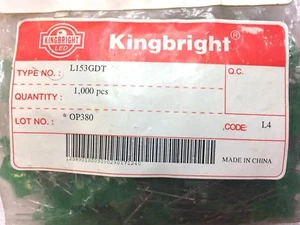 KINGBRIGHT
LED
Kingbright®
TYPE NO. : L153GDT
Q.C.
QUANTITY : 1,000 pcs
LOT NO. : * OP380
CODE: L4
MADE IN CHINA